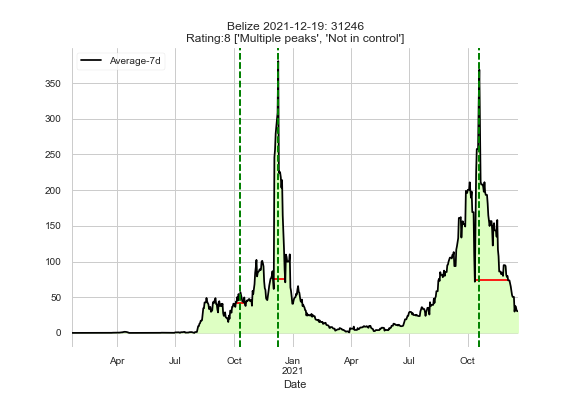 Belize 2021-12-19: 31246
Rating:8 ['Multiple peaks', 'Not in control']
Average-7d
350
300
250
200
150
100
50
0
Apr Jul Oct Jan Apr Jul Oct
2021
Date